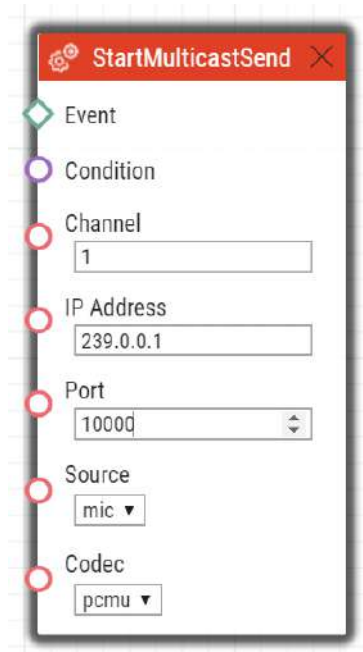 StartMulticastSend
Event
Condition
Channel
1
IP Address
239.0.0.1
Port
10000
Source
mic
Codec
pcmu